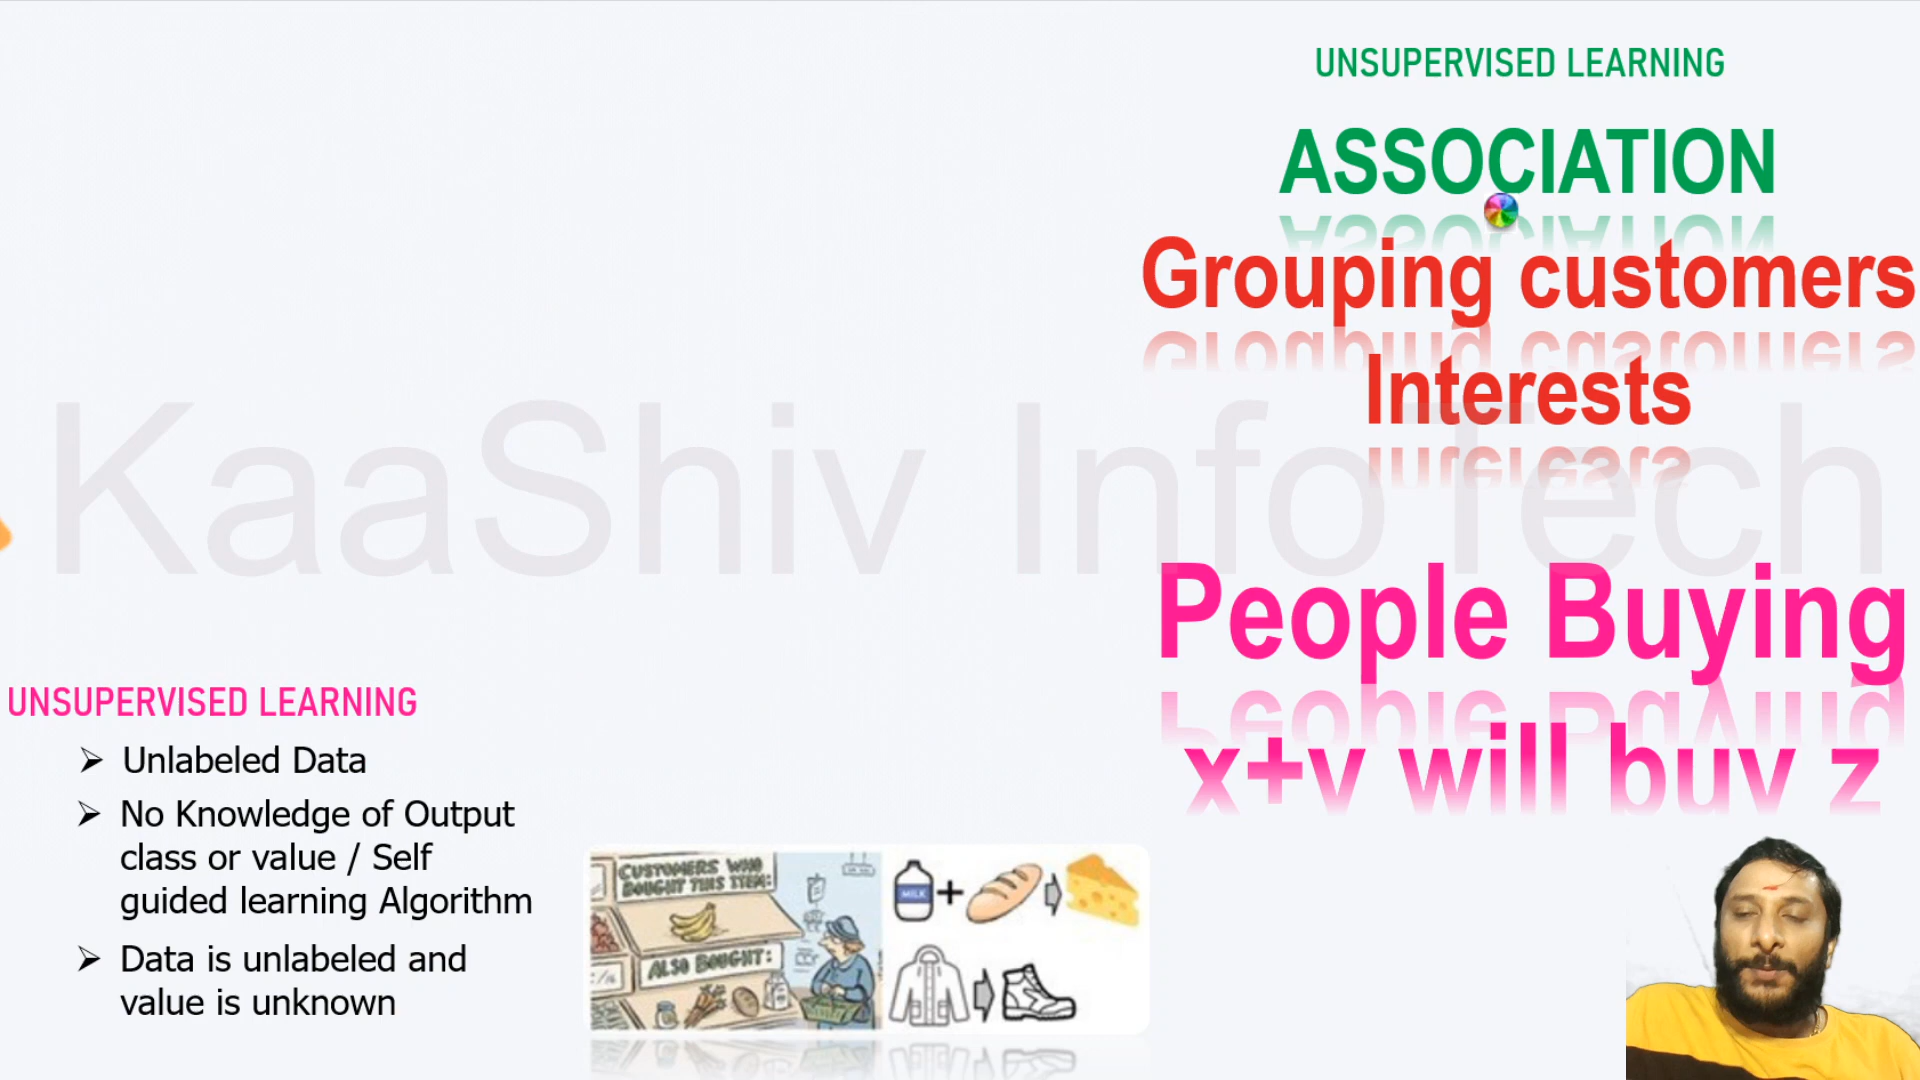 UNSUPERVISED LEARNING
ASSOCIATION
Grouping customers
Interests
KaaShiv InfoTech
People Buying
x+y will buy z
UNSUPERVISED LEARNING
Unlabeled Data
No Knowledge of Output
class or value / Self
guided learning Algorithm
Data is unlabeled and
value is unknown
CUSTOMERS WHO
BOUGHT THIS ITEM:
ALSO BOUGHT:
MILK